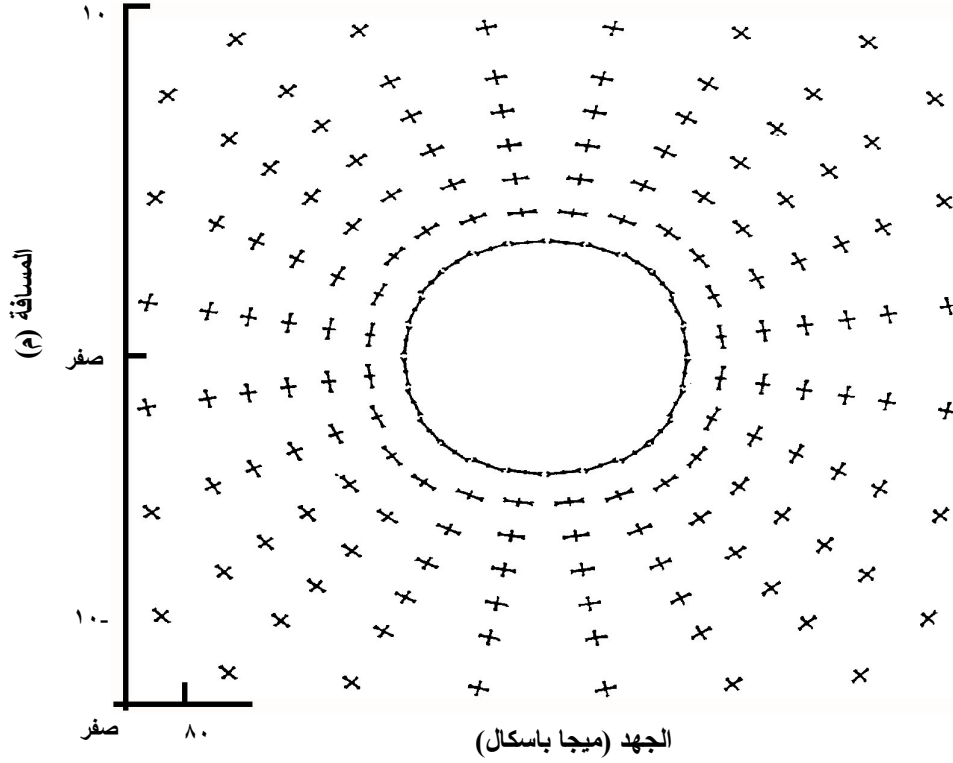 ١٠
المسافة (م)
صفر
-١٠
صفر
٨٠
الجهد (ميجا باسكال)